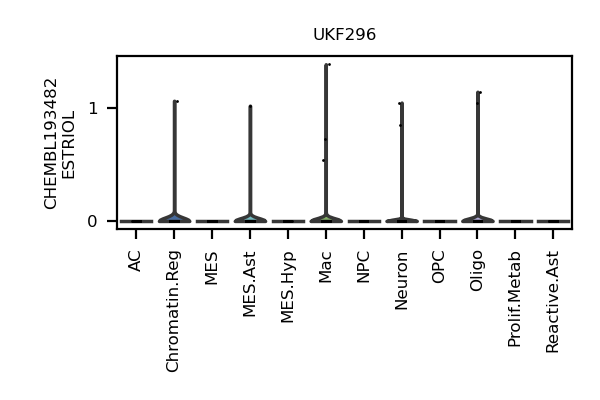 UKF296
CHEMBL193482
ESTRIOL
1
0
AC
Chromatin.Reg
MES
MES.Ast
MES.Hyp
Mac
NPC
Neuron
OPC
Oligo
Prolif.Metab
Reactive.Ast